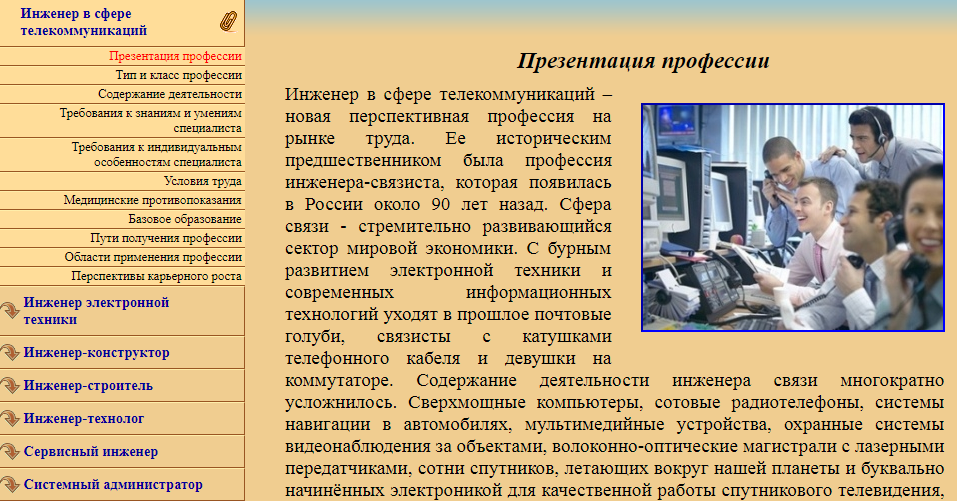 Инженер в сфере
телекоммуникаций
Презентация профессии
Тип и класс профессии
Содержание деятельности
Требования к знаниям и умениям
специалиста
Требования к индивидуальным
особенностям специалиста
Условия труда
Медицинские противопоказания
Базовое образование
Пути получения профессии
Области применения профессии
Перспективы карьерного роста
Инженер электронной
техники
Инженер-конструктор
Инженер-строитель
Инженер-технолог
Сервисный инженер
Системный администратор
Презентация профессии
Инженер в сфере телекоммуникаций –
новая перспективная профессия на
рынке труда. Ее историческим
предшественником была профессия
инженера-связиста, которая появилась
в России около 90 лет назад. Сфера
связи - стремительно развивающийся
сектор мировой экономики. С бурным
развитием электронной техники и
современных информационных
технологий уходят в прошлое почтовые
голуби, связисты с катушками
телефонного кабеля и девушки на
коммутаторе. Содержание деятельности инженера связи многократно
усложнилось. Сверхмощные компьютеры, сотовые радиотелефоны, системы
навигации в автомобилях, мультимедийные устройства, охранные системы
видеонаблюдения за объектами, волоконно-оптические магистрали с лазерными
передатчиками, сотни спутников, летающих вокруг нашей планеты и буквально
начинённых электроникой для качественной работы спутникового телевидения,